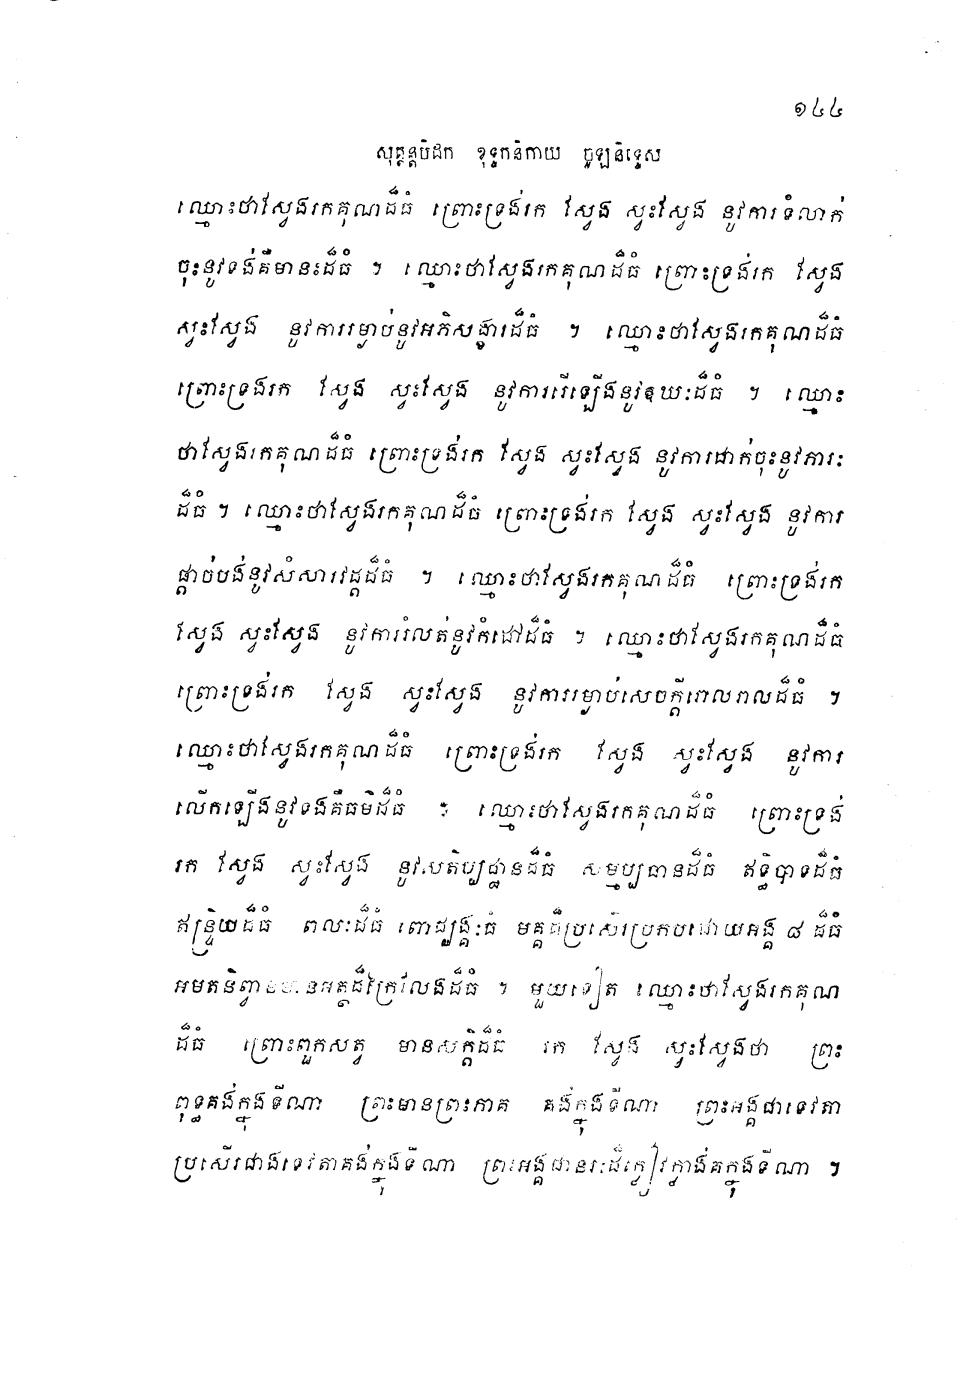 ១៤៤
សុត្តន្តបិដក ខុទ្ទកនិកាយ ចូឡនិទ្ទេស
ឈ្មោះថាស្វែងរកគុណដ៏ធំ ព្រោះទ្រង់រក ស្វែង ស្វះស្វែង នូវការទំលាក់
ចុះនូវទង់គឺមានះដ៏ធំ ។ ឈ្មោះថាស្វែងរកគុណដ៏ធំ ព្រោះទ្រង់រក ស្វែង
ស្វះស្វែង នូវការរម្ងាប់នូវអភិសង្ខារដ៏ធំ ។ ឈ្មោះថាស្វែងរកគុណដ៏ធំ
ព្រោះទ្រង់រក ស្វែង ស្វះស្វែង នូវការរើឡើងនូវឱឃៈដ៏ធំ ។ ឈ្មោះ
ថាស្វែងរកគុណដ៏ធំ ព្រោះទ្រង់រក ស្វែង ស្វះស្វែង នូវការដាក់ចុះនូវភារៈ
ដ៏ធំ ។ ឈ្មោះថាស្វែងរកគុណដ៏ធំ ព្រោះទ្រង់រក ស្វែង ស្វះស្វែង នូវការ
ផ្តាច់បង់នូវសំសារវដ្តដ៏ធំ ។ ឈ្មោះថាស្វែងរកគុណដ៏ធំ ព្រោះទ្រង់រក
ស្វែង ស្វះស្វែង នូវការរំលត់នូវកំដៅដ៏ធំ ។ ឈ្មោះថាស្វែងរកគុណដ៏ធំ
ព្រោះទ្រង់រក ស្វែង ស្វះស្វែង នូវការរម្ងាប់សេចក្តីរោលរាលដ៏ធំ ។
ឈ្មោះថាស្វែងរកគុណដ៏ធំ ព្រោះទ្រង់រក ស្វែង ស្វះស្វែង នូវការ
លើកឡើងនូវទង់គឺធម៌ដ៏ធំ ។ ឈ្មោះថាស្វែងរកគុណដ៏ធំ ព្រោះទ្រង់
រក ស្វែង ស្វះស្វែង នូវសតិប្បដ្ឋានដ៏ធំ សម្មប្បធានដ៏ធំ ឥទ្ធិបាទដ៏ធំ
ឥន្ទ្រិយដ៏ធំ ពលៈដ៏ធំ ពោជ្ឈង្គៈធំ មគ្គដ៏ប្រសើរប្រកបដោយអង្គ ៨ ដ៏ធំ
អមតនិព្វានមានអត្ថដ៏ក្រៃលែងដ៏ធំ ។ មួយទៀត ឈ្មោះថាស្វែងរកគុណ
ដ៏ធំ ព្រោះពួកសត្វ មានសក្តិដ៏ធំ រក ស្វែង ស្វះស្វែងថា ព្រះ
ពុទ្ធគង់ក្នុងទីណា ព្រះមានព្រះភាគ គង់ក្នុងទីណា ព្រះអង្គជាទេវតា
ប្រសើរជាងទេវតាគង់ក្នុងទីណា ព្រះអង្គជានរៈដ៏ក្លៀវក្លាគង់ក្នុងទីណា ។